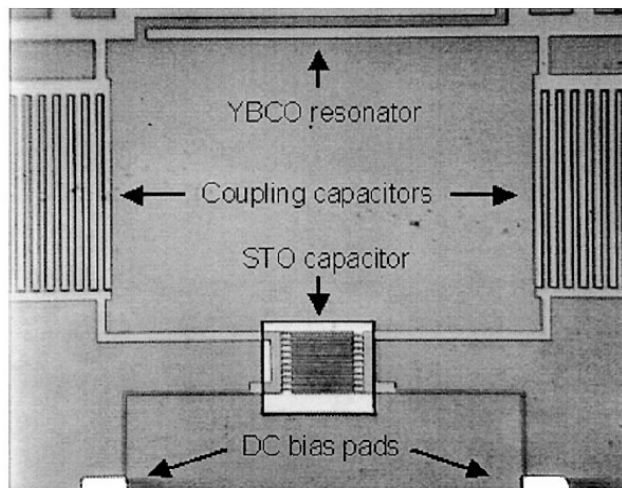 YBCO resonator
Coupling capacitors
STO capacitor
DC bias pads